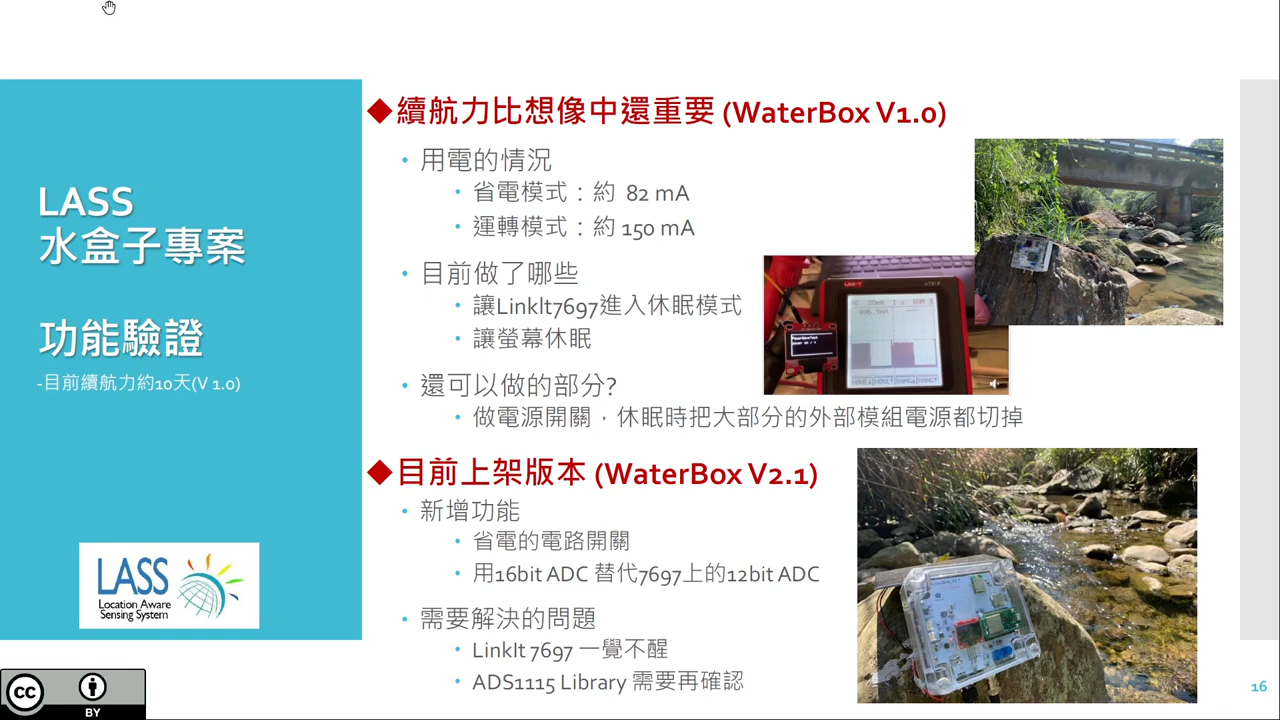 LASS
水盒子專案
功能驗證
-目前續航力約10天(V 1.0)
LASS
Location Aware
Sensing System
◆續航力比想像中還重要 (WaterBox V1.0)
• 用電的情況
• 省電模式：約 82 mA
• 運轉模式：約 150 mA
• 目前做了哪些
• 讓LinkIt7697進入休眠模式
• 讓螢幕休眠
• 還可以做的部分?
• 做電源開關，休眠時把大部分的外部模組電源都切掉
◆目前上架版本 (WaterBox V2.1)
• 新增功能
• 省電的電路開關
• 用16bit ADC 替代7697上的12bit ADC
• 需要解決的問題
• LinkIt 7697 一覺不醒
• ADS1115 Library 需要再確認
UNI-T
16
CC
BY